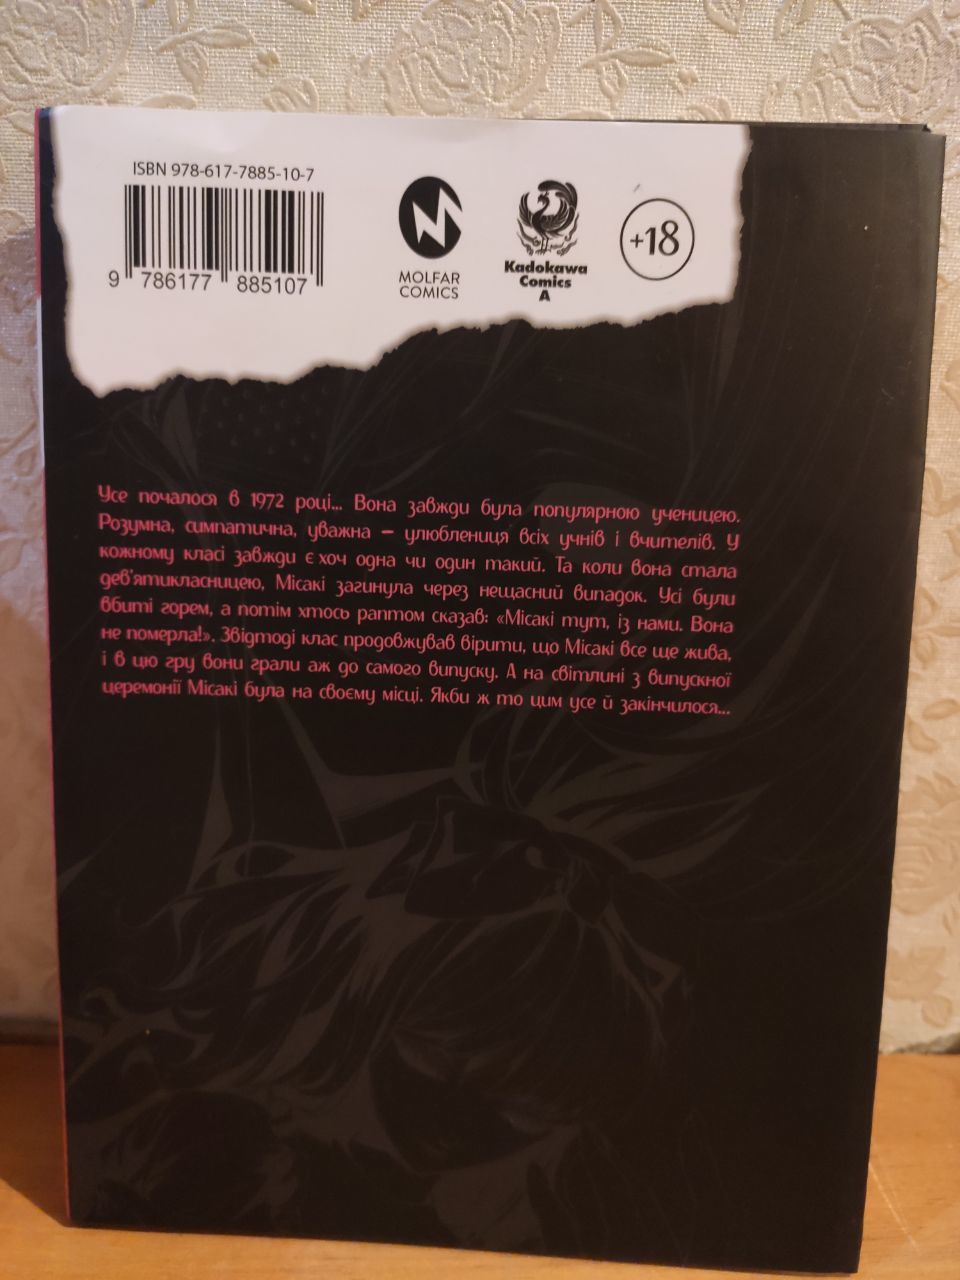 ISBN 978-617-7885-10-7
9 786177 885107
MOLFAR
COMICS
Kadokawa
Comics
A
+18
Усе почалося в 1972 році... Вона завжди була популярною ученицею.
Розумна, симпатична, уважна – улюблениця всіх учнів і вчителів. У
кожному класі завжди є хоч одна чи один такий. Та коли вона стала
дев'ятикласницею, Місакі загинула через нещасний випадок. Усі були
вбиті горем, а потім хтось раптом сказав: «Місакі тут, із нами. Вона
не померла!». Звідтоді клас продовжував вірити, що Місакі все ще жива,
і в цю гру вони грали аж до самого випуску. А на світлині з випускної
церемонії Місакі була на своєму місці. Якби ж то цим усе й закінчилося...